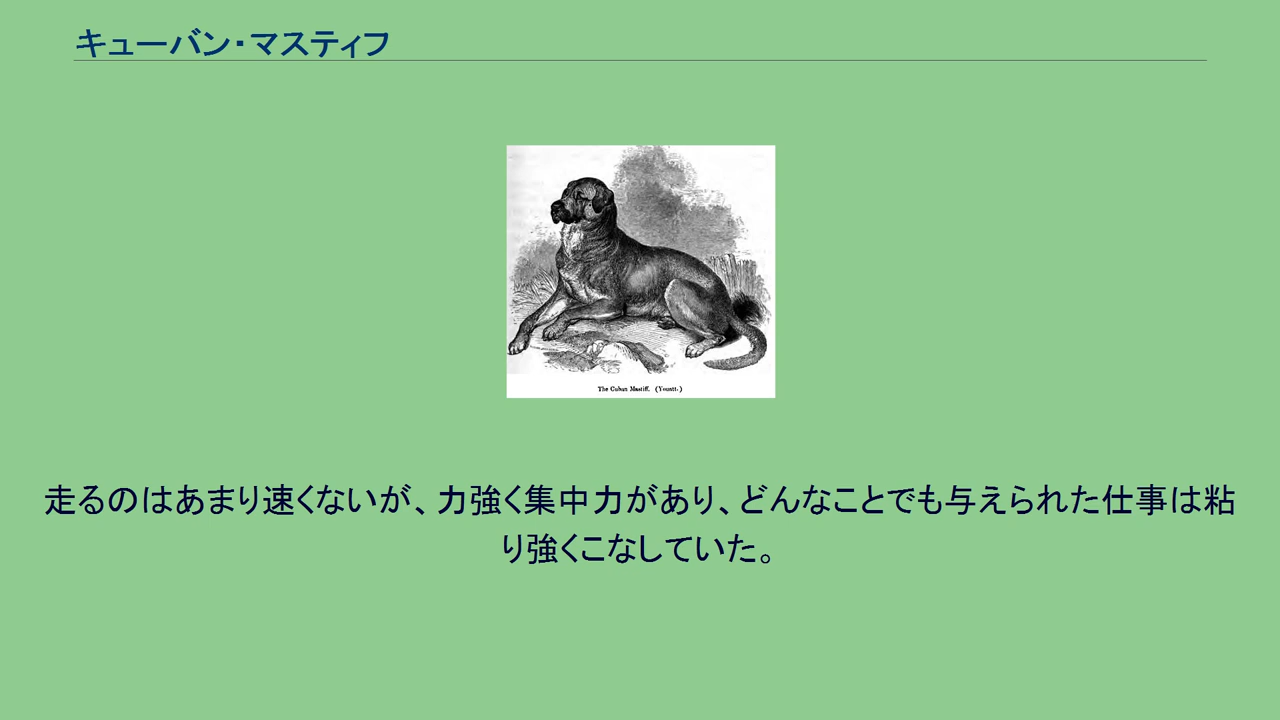 キューバン・マスティフ
The Cuban Mastiff. (Youatt.)
走るのはあまり速くないが、力強く集中力があり、どんなことでも与えられた仕事は粘
り強くこなしていた。